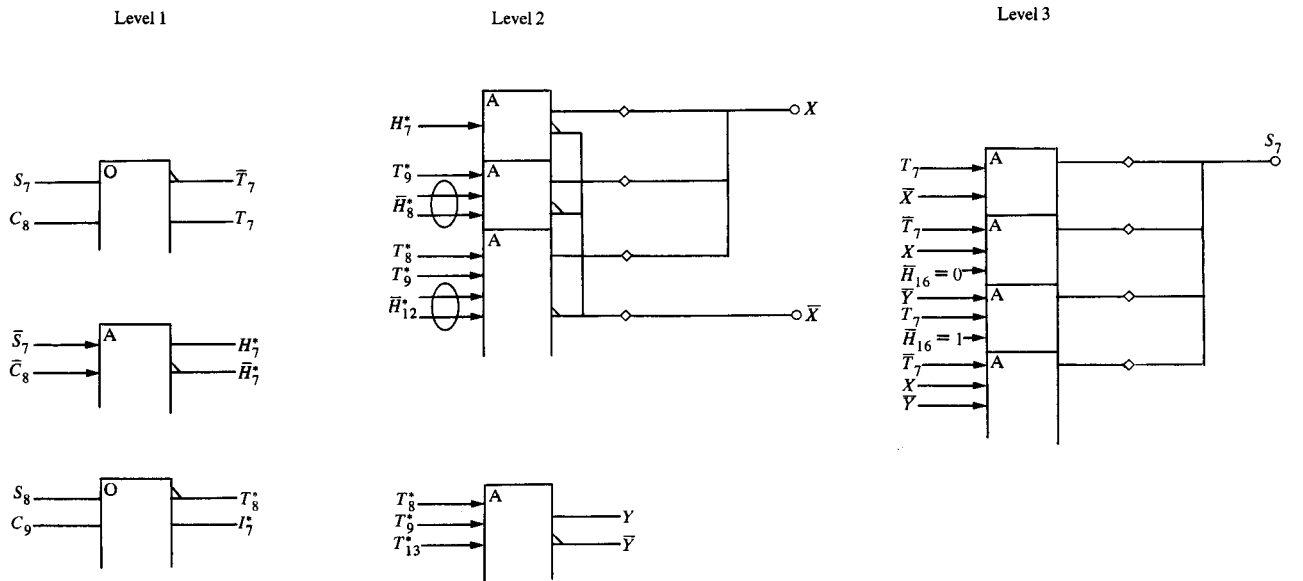 Level 1
Level 2
Level 3
O
S₇
C₈
T̅₇
T₇
A
S̅₇
C̅₈
H₇*
H̅₇*
O
S₈
C₉
T₈*
I₇*
A
H₇*
X
A
T₉*
H̅₈*
A
T₈*
T₉*
H̅₁₂*
X̅
A
T₈*
T₉*
T₁₃*
Y
Y̅
S₇
A
T₇
X̅
A
T̅₇
X
H̅₁₆ = 0
A
Y̅
T₇
H̅₁₆ = 1
A
T̅₇
X
Y̅